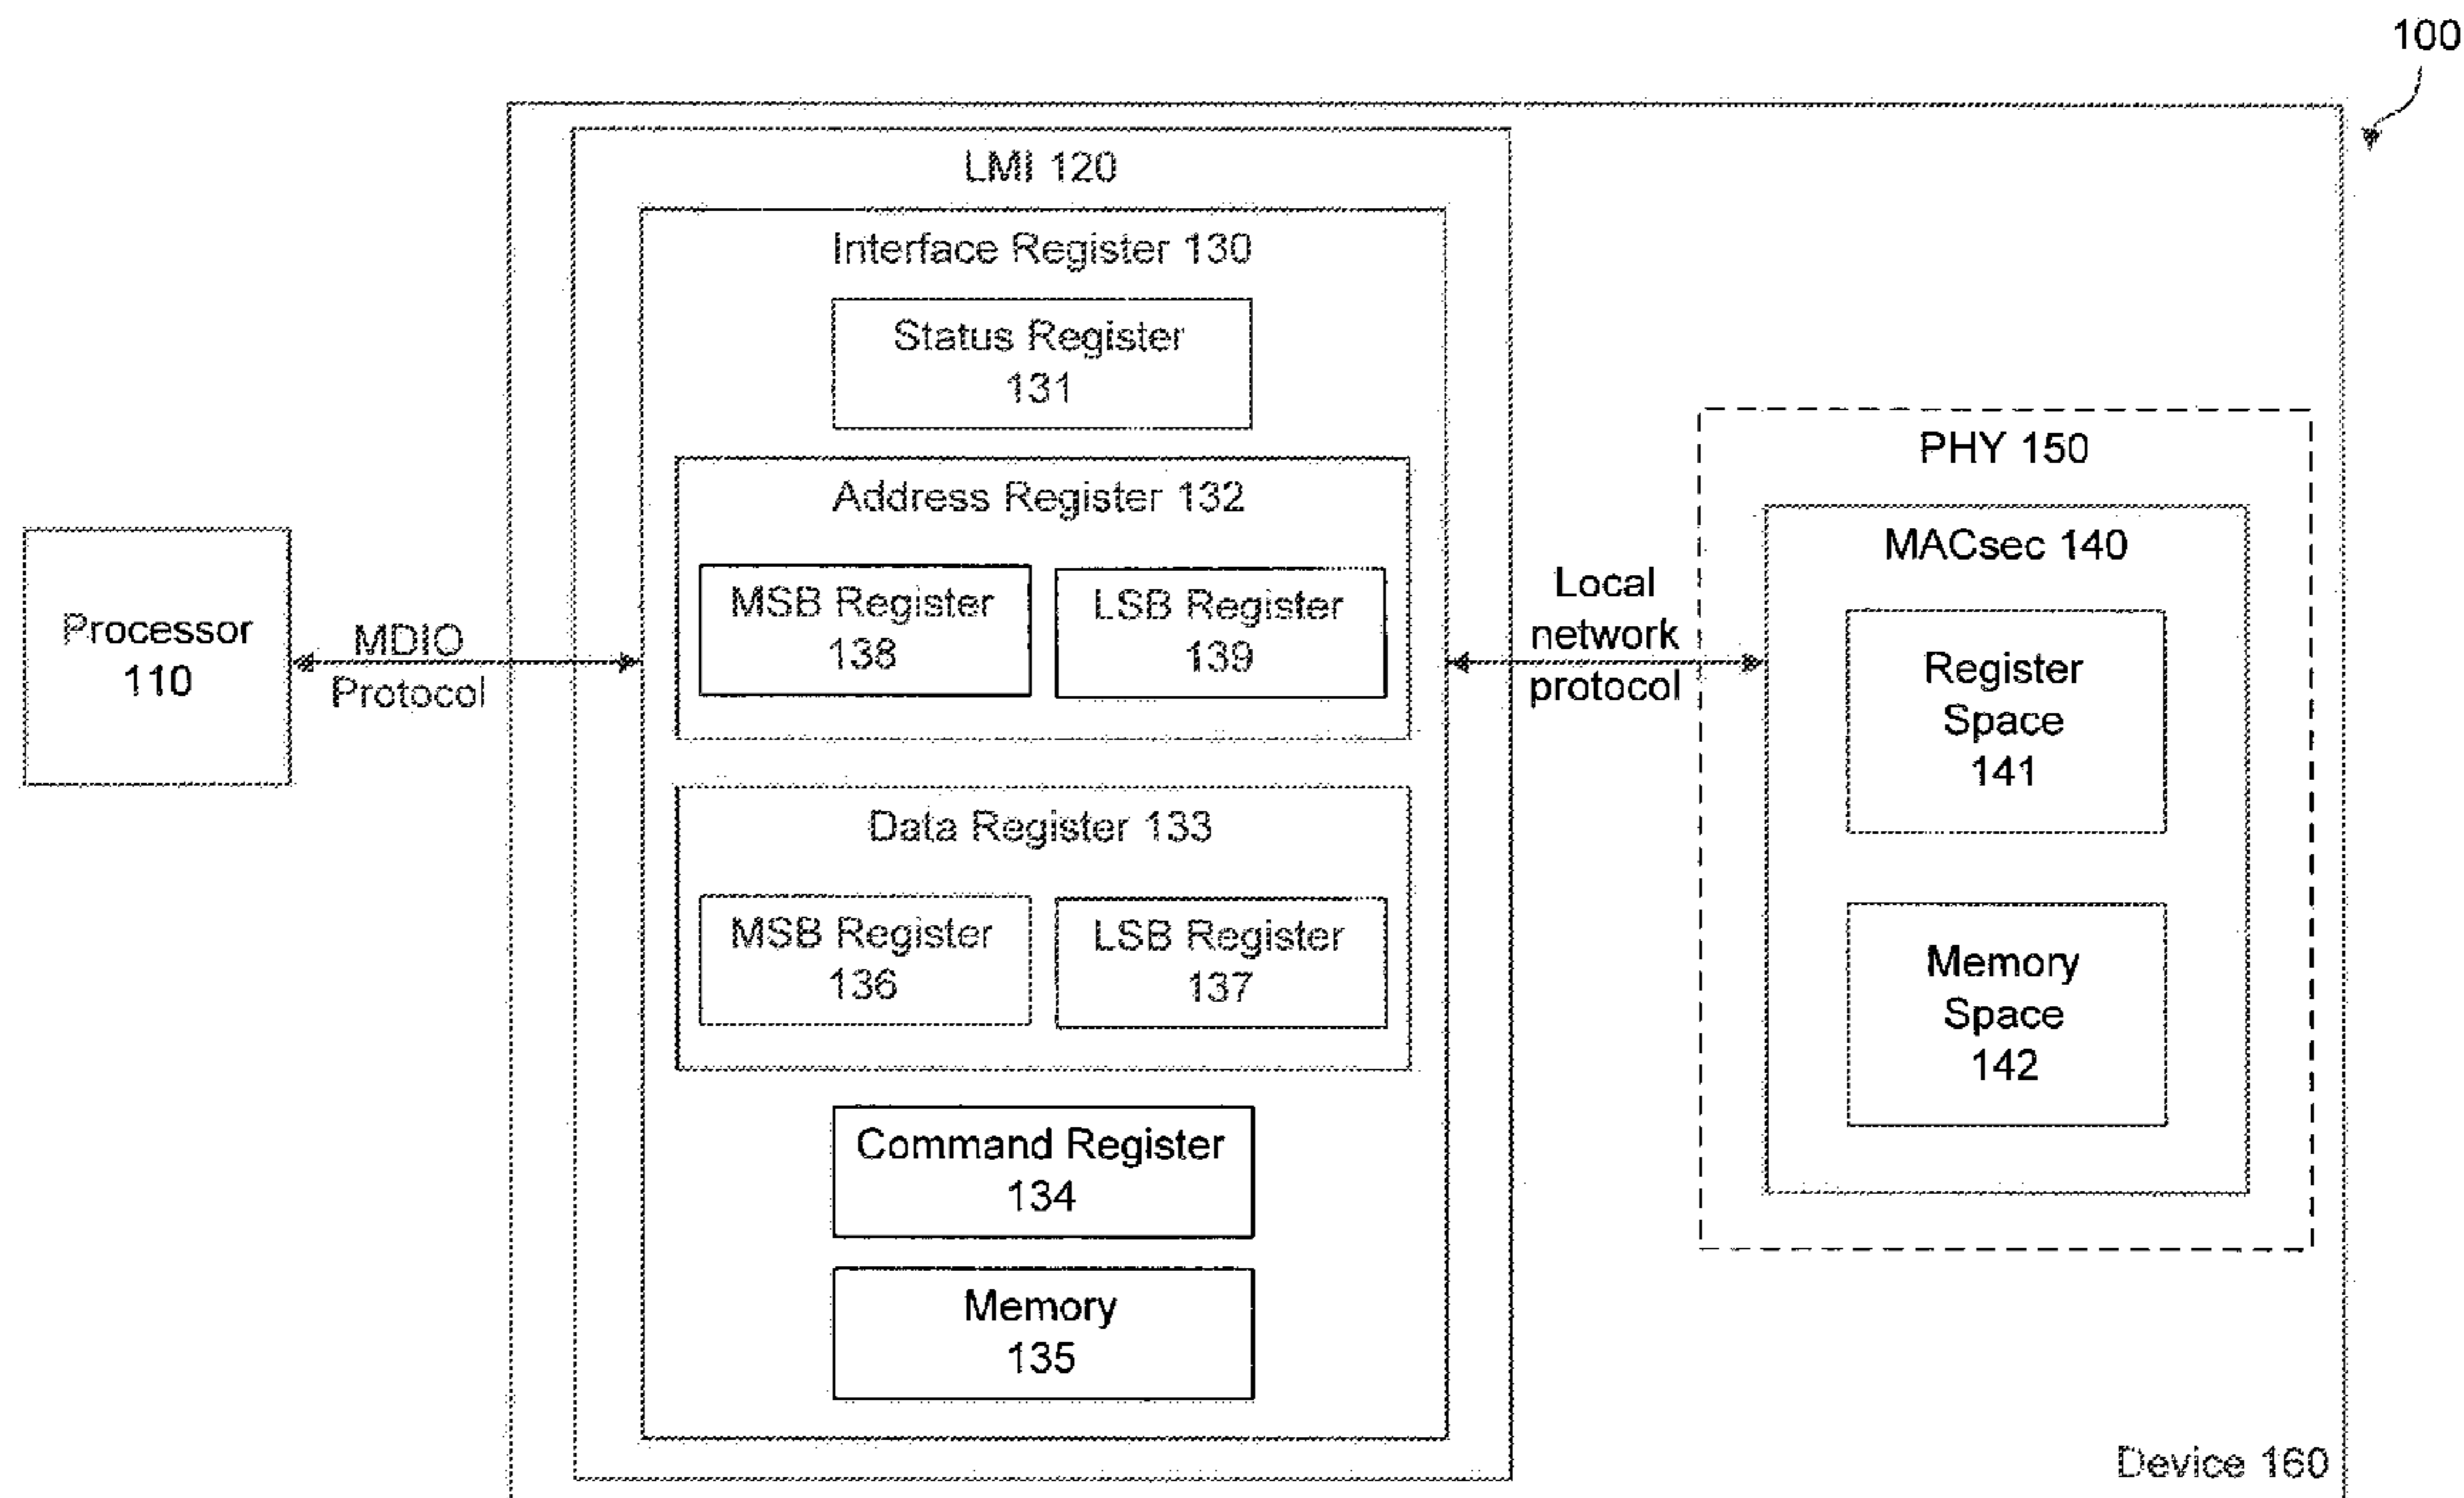 100
LMI 120
Interface Register 130
Status Register
131
Address Register 132
MSB Register
138
LSB Register
139
Data Register 133
MSB Register
136
LSB Register
137
Command Register
134
Memory
135
Processor
110
MDIO
Protocol
Local
network
protocol
PHY 150
MACsec 140
Register
Space
141
Memory
Space
142
Device 160